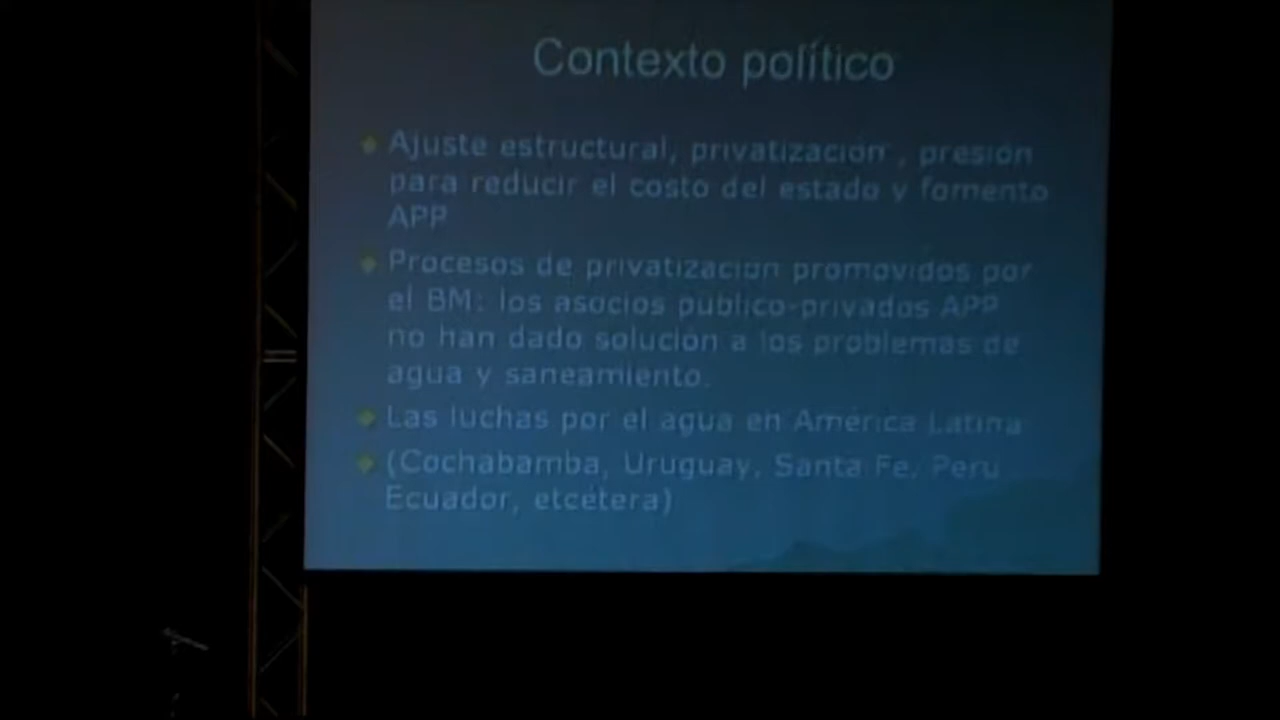 Contexto político
Ajuste estructural, privatización , presión
para reducir el costo del estado y fomento
APP
Procesos de privatización promovidos por
el BM: los asocios público-privados APP
no han dado solución a los problemas de
agua y saneamiento.
Las luchas por el agua en América Latina
(Cochabamba, Uruguay, Santa Fe, Perú
Ecuador, etcétera)